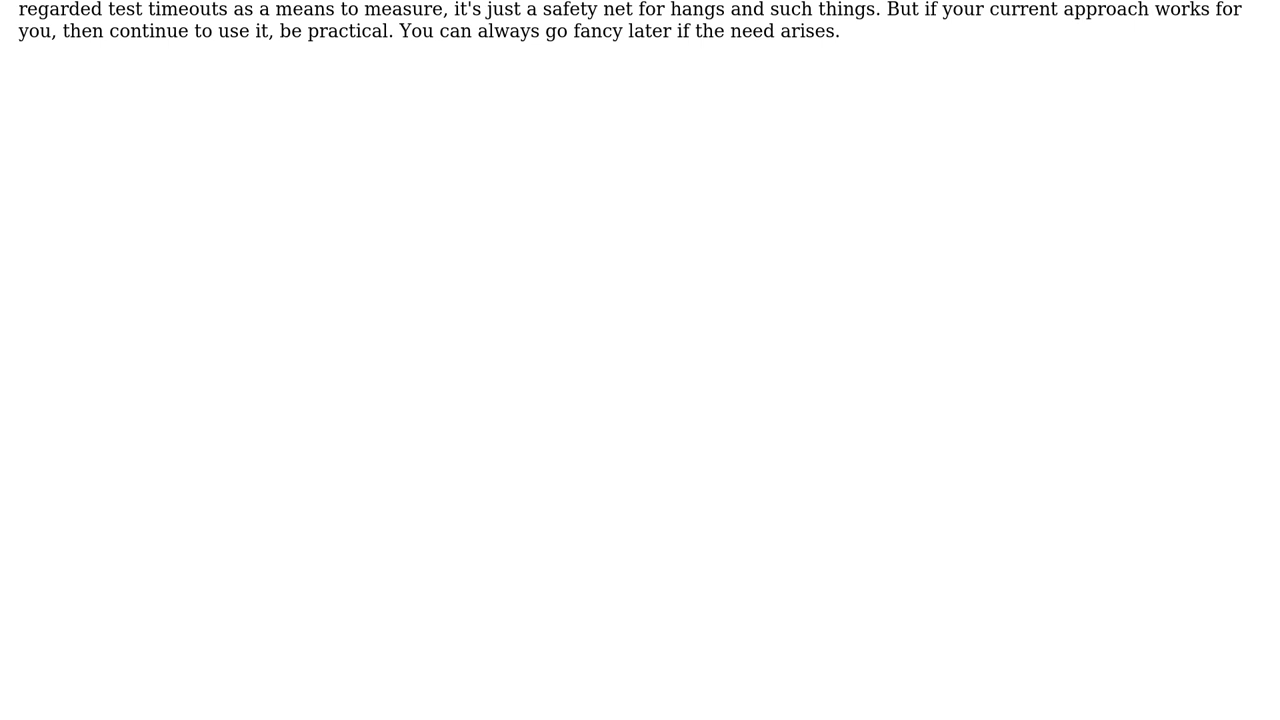 regarded test timeouts as a means to measure, it's just a safety net for hangs and such things. But if your current approach works for
you, then continue to use it, be practical. You can always go fancy later if the need arises.